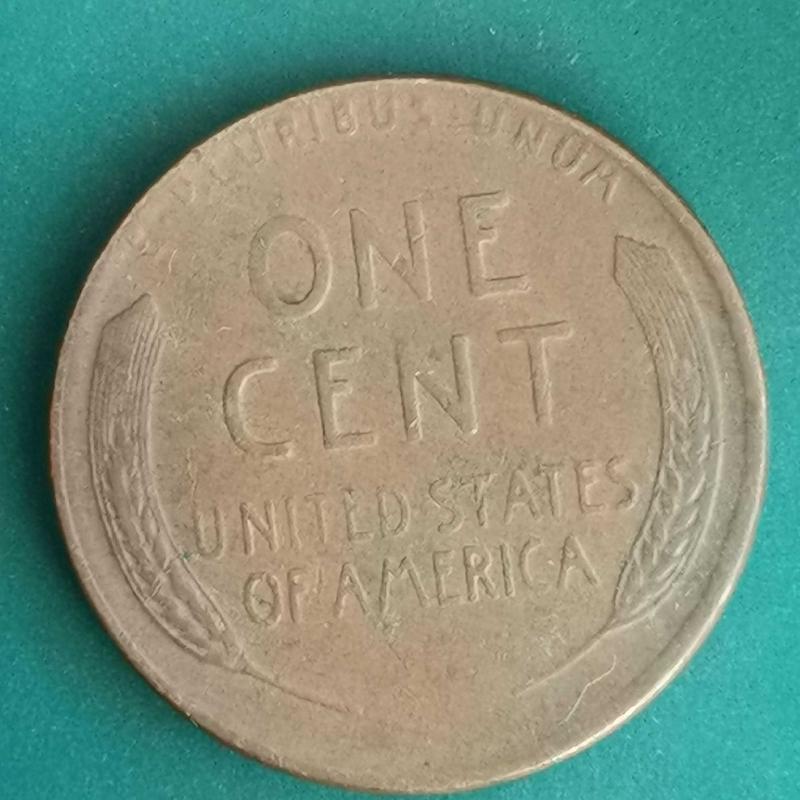 PLURIBUS UNUM
ONE
CENT
UNITED STATES
OF AMERICA